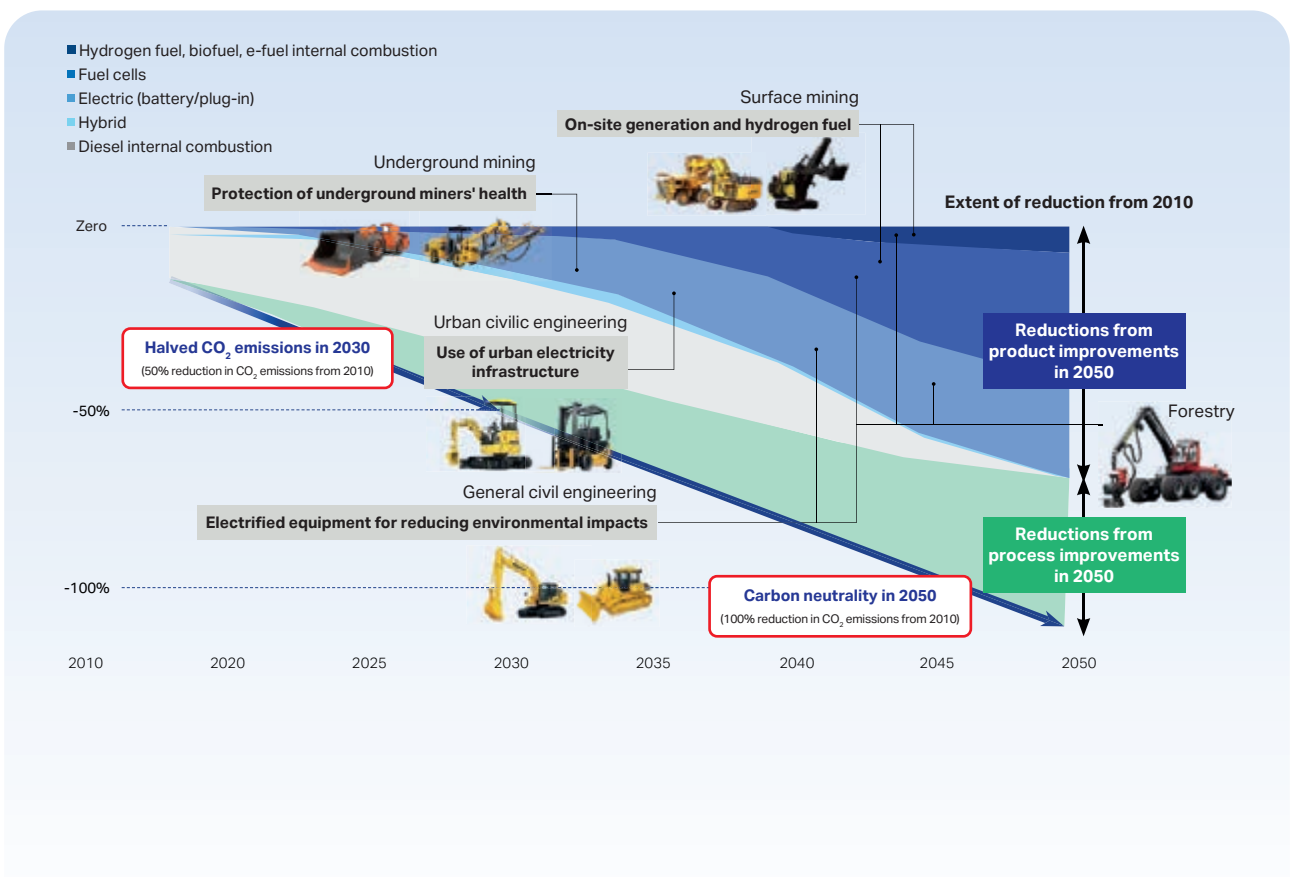 Hydrogen fuel, biofuel, e-fuel internal combustion
Fuel cells
Electric (battery/plug-in)
Hybrid
Diesel internal combustion
Surface mining
On-site generation and hydrogen fuel
Underground mining
Protection of underground miners' health
Extent of reduction from 2010
Zero
Urban civilic engineering
Use of urban electricity
infrastructure
Halved CO₂ emissions in 2030
(50% reduction in CO₂ emissions from 2010)
Reductions from
product improvements
in 2050
-50%
Forestry
General civil engineering
Electrified equipment for reducing environmental impacts
Reductions from
process improvements
in 2050
-100%
Carbon neutrality in 2050
(100% reduction in CO₂ emissions from 2010)
2010 2020 2025 2030 2035 2040 2045 2050